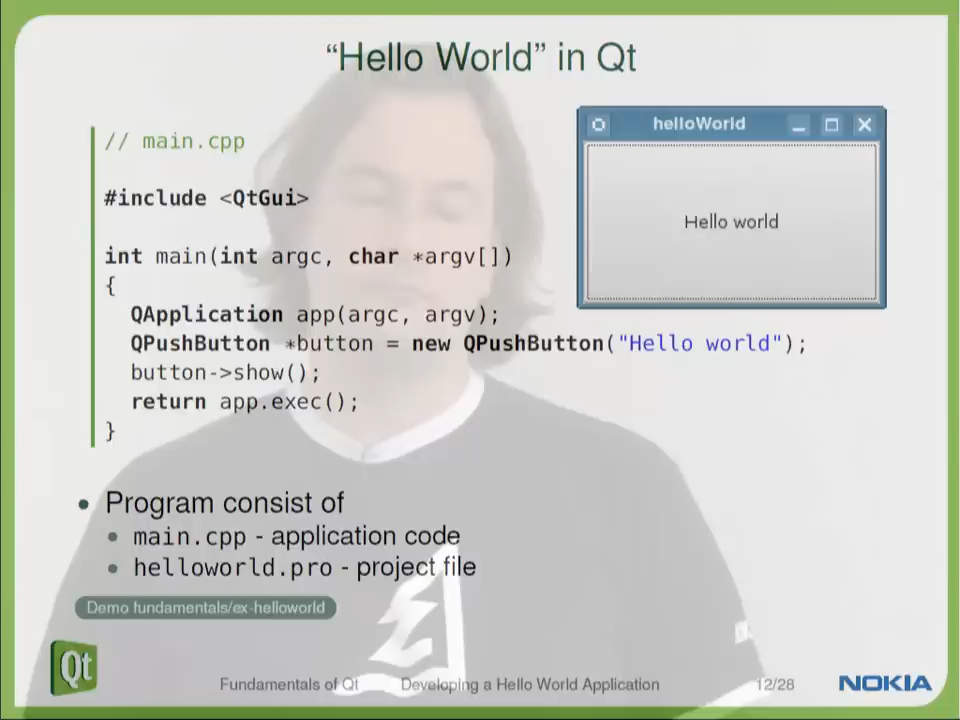 “Hello World” in Qt
// main.cpp
#include <QtGui>
int main(int argc, char *argv[])
{
QApplication app(argc, argv);
QPushButton *button = new QPushButton("Hello world");
button->show();
return app.exec();
}
helloWorld
Hello world
• Program consist of
• main.cpp - application code
• helloworld.pro - project file
Demo fundamentals/ex-helloworld
Qt
Fundamentals of Qt Developing a Hello World Application 12/28
NOKIA